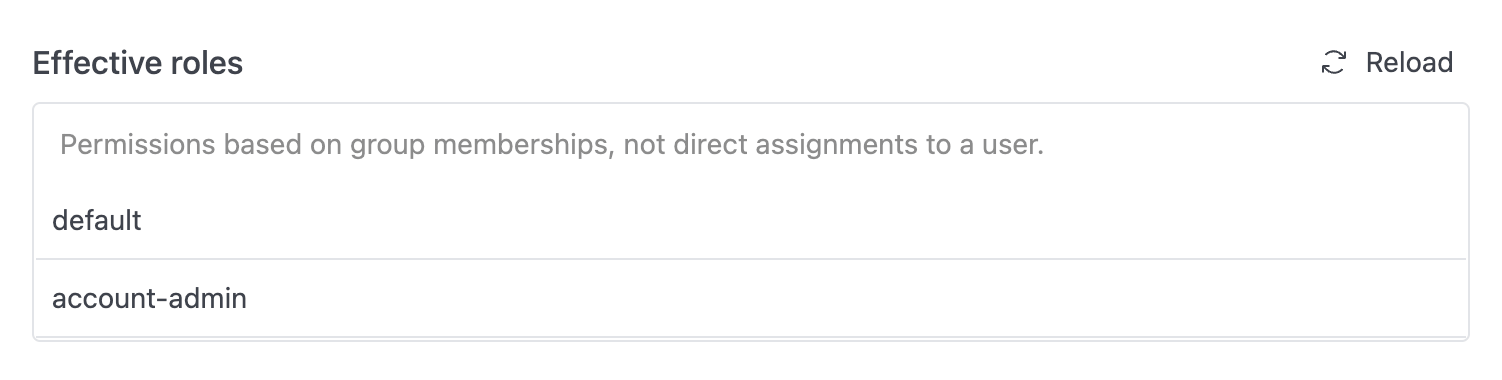 Effective roles
Reload
Permissions based on group memberships, not direct assignments to a user.
default
account-admin